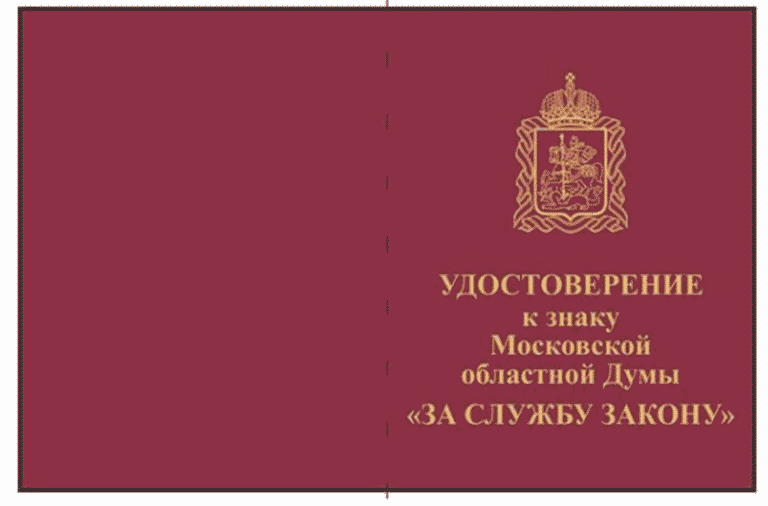 УДОСТОВЕРЕНИЕ
к знаку
Московской
областной Думы
«ЗА СЛУЖБУ ЗАКОНУ»